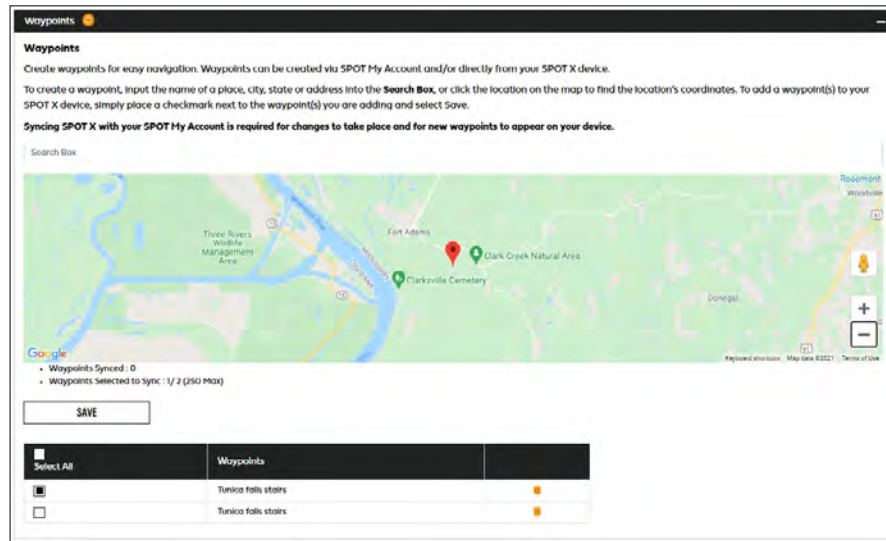 Waypoints
Waypoints
Create waypoints for easy navigation. Waypoints can be created via SPOT My Account and/or directly from your SPOT X device.
To create a waypoint, input the name of a place, city, state or address into the Search Box, or click the location on the map to find the location's coordinates. To add a waypoint(s) to your
SPOT X device, simply place a checkmark next to the waypoint(s) you are adding and select Save.
Syncing SPOT X with your SPOT My Account is required for changes to take place and for new waypoints to appear on your device.
Search Box
Rosemont
Woodville
Three Rivers
Wildlife
Management
Area
Fort Adams
MISSISSIPPI
LOUISIANA
Clark Creek Natural Area
Clarksville Cemetery
Donegal
Google
Keyboard shortcuts Map data ©2021 Terms of Use
Waypoints Synced : 0
Waypoints Selected to Sync : 1/ 2 (250 Max)
SAVE
Select All
Waypoints
Tunica falls stairs
Tunica falls stairs